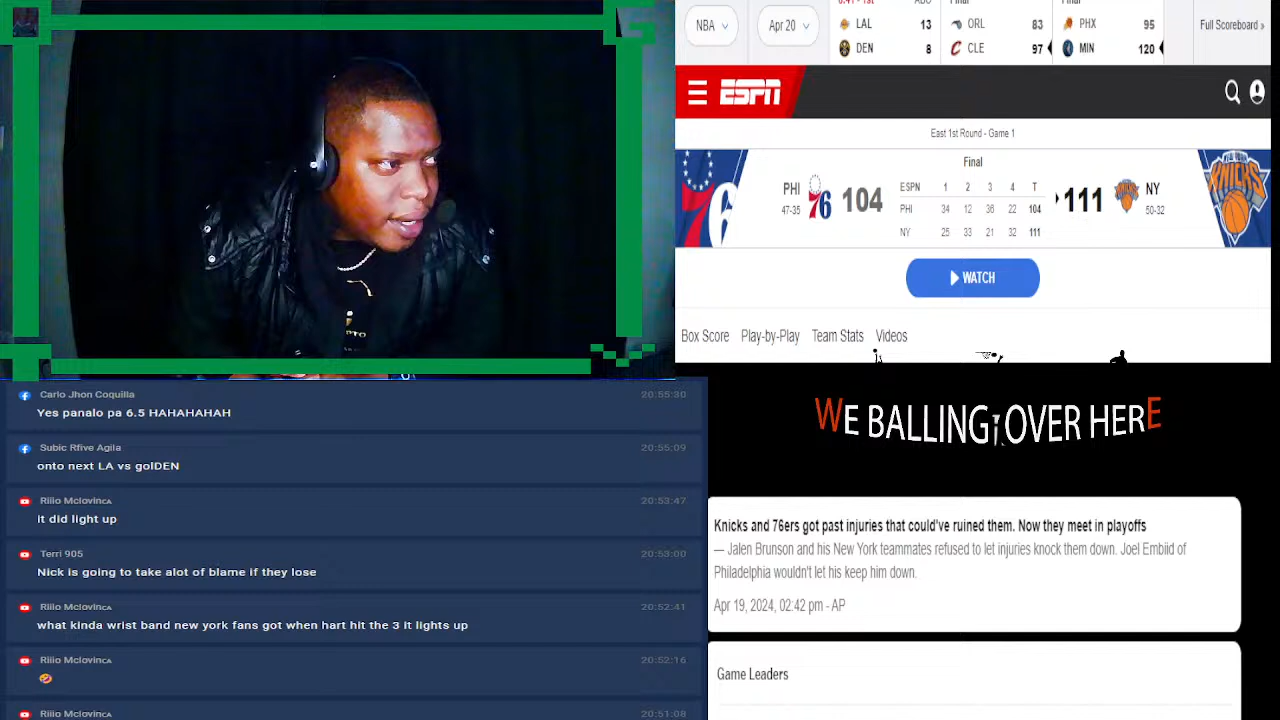 NBA
Apr 20
LAL 13
DEN 8
Final
ORL 83
CLE 97
Final
PHX 95
MIN 120
Full Scoreboard »
ESPN
East 1st Round - Game 1
Final
PHI
47-35
76
104
ESPN 1 2 3 4 T
PHI 34 12 36 22 104
NY 25 33 21 32 111
111
NY
50-32
KNICKS
WATCH
Box Score Play-by-Play Team Stats Videos
Carlo Jhon Coquilla 20:55:30
Yes panalo pa 6.5 HAHAHAHAH
Subic Rfive Agila 20:55:09
onto next LA vs golDEN
Riiio Mclovinca 20:53:47
It did light up
Terri 905 20:53:00
Nick is going to take alot of blame if they lose
Riiio Mclovinca 20:52:41
what kinda wrist band new york fans got when hart hit the 3 it lights up
Riiio Mclovinca 20:52:16
🤣
Riiio Mclovinca 20:51:08
WE BALLING OVER HERE
Knicks and 76ers got past injuries that could've ruined them. Now they meet in playoffs
— Jalen Brunson and his New York teammates refused to let injuries knock them down. Joel Embiid of
Philadelphia wouldn't let his keep him down.
Apr 19, 2024, 02:42 pm - AP
Game Leaders